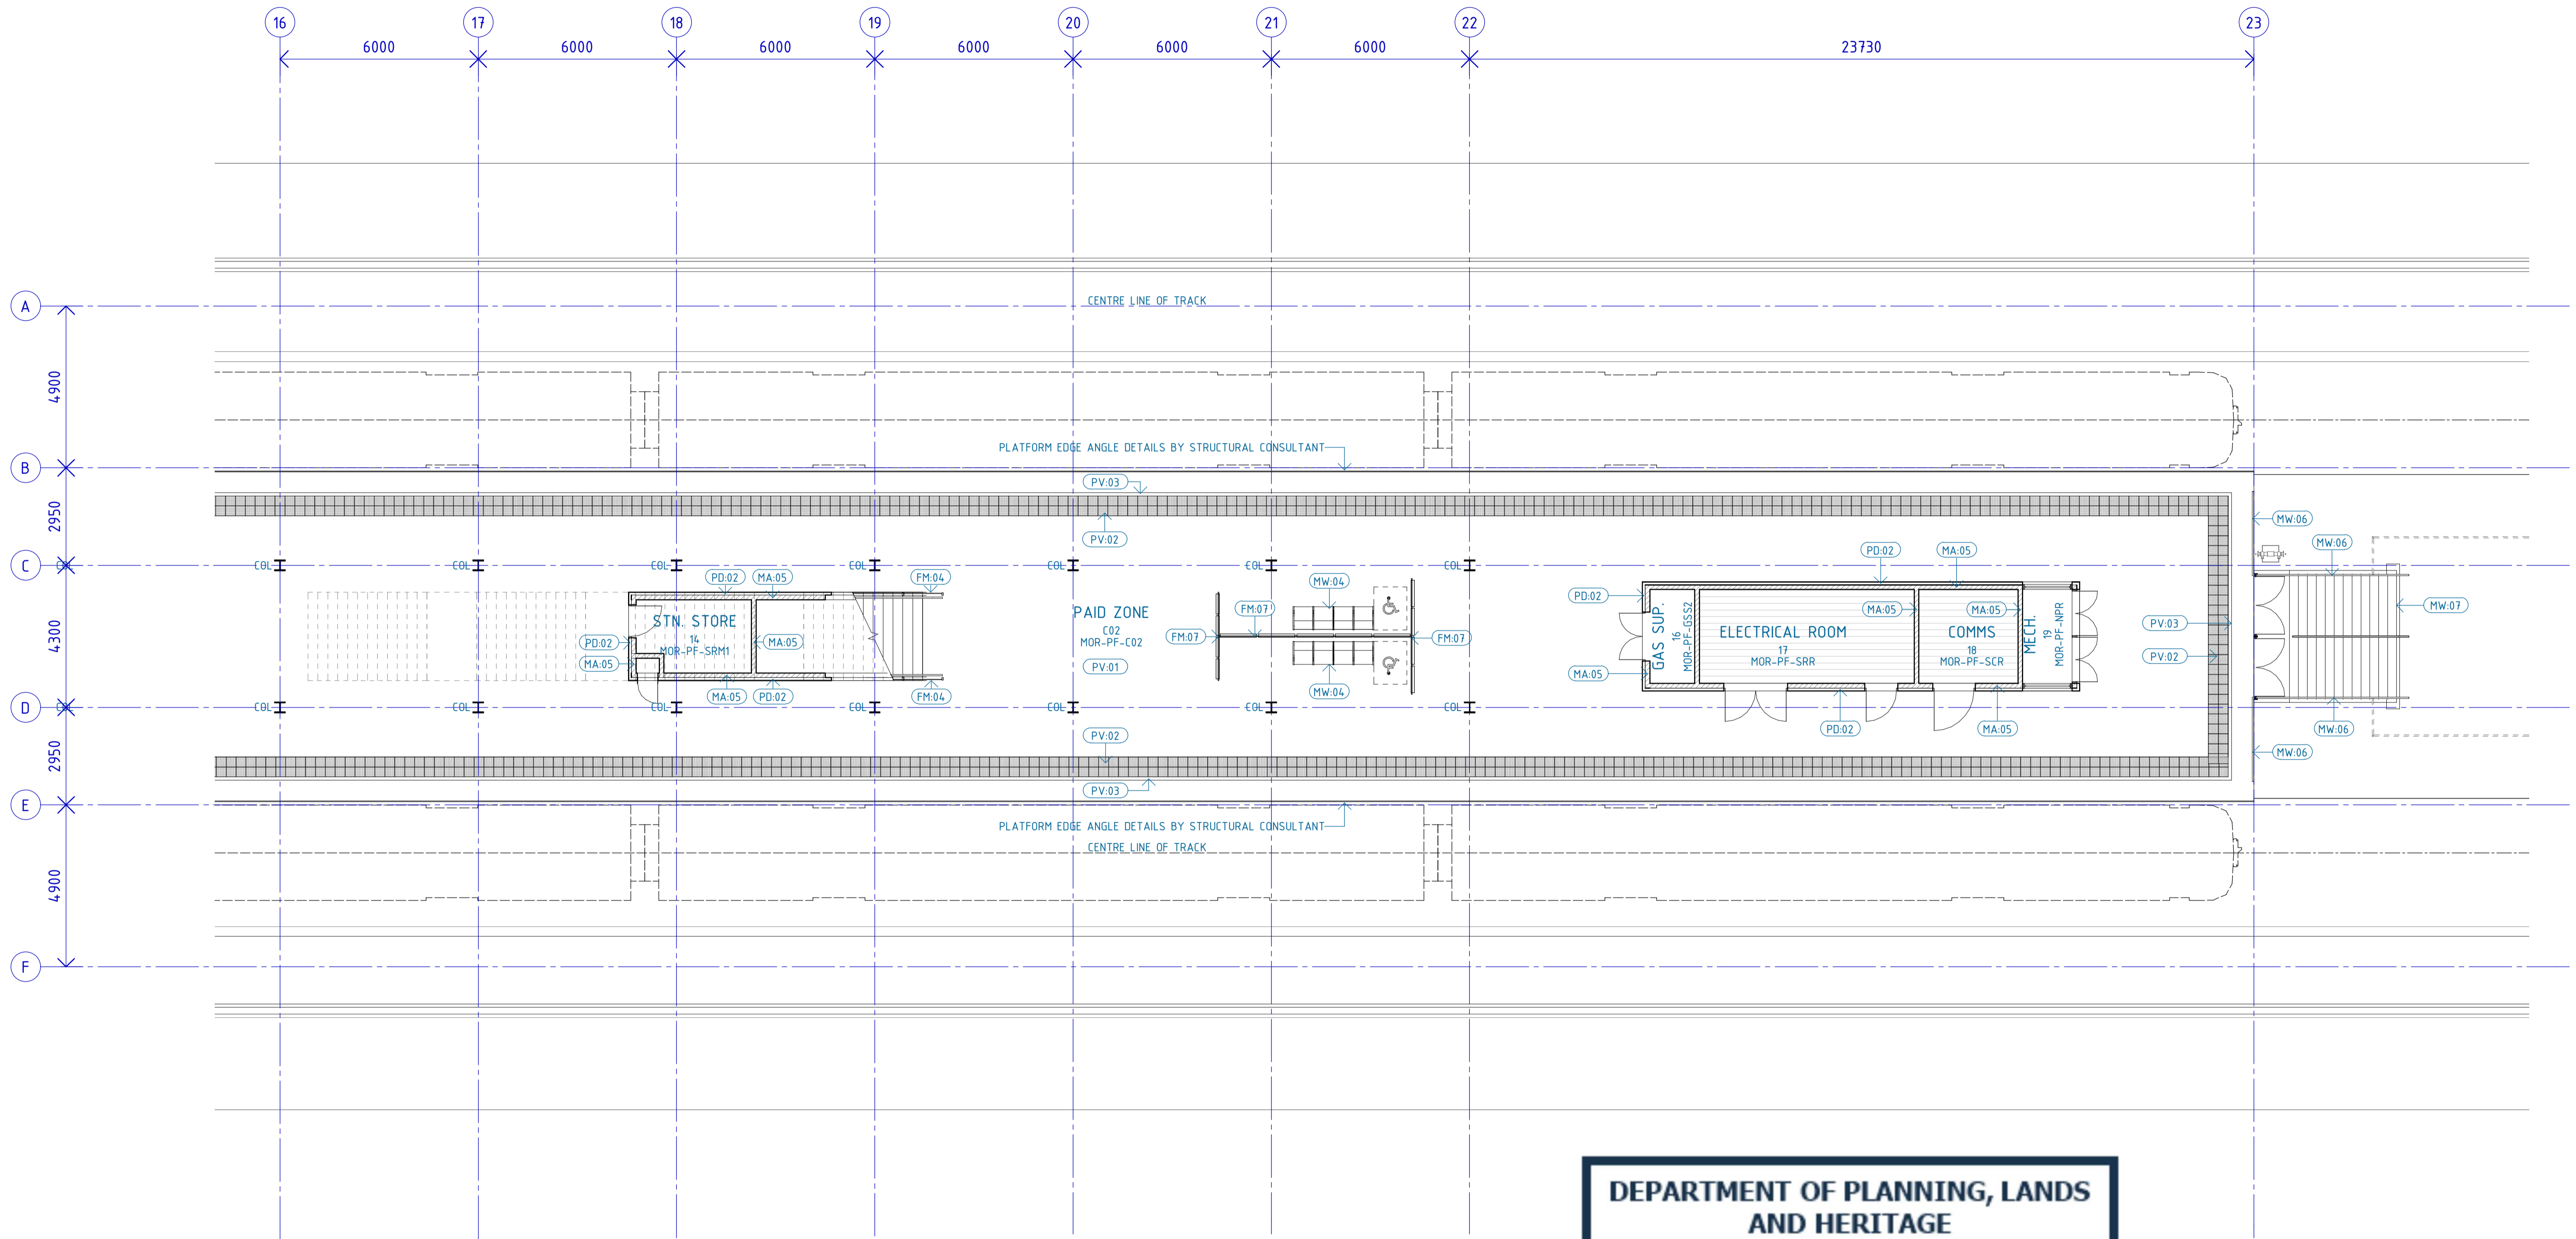 16 17 18 19 20 21 22 23
6000 6000 6000 6000 6000 6000 23730
A
CENTRE LINE OF TRACK
4900
PLATFORM EDGE ANGLE DETAILS BY STRUCTURAL CONSULTANT
B
PV:03
2950
MW:06
PV:02
MW:06
PD:02 MA:05
C
COL COL COL COL COL COL COL COL
PD:02 MA:05 FM:04
MW:04
PD:02
MW:07
FM:07
MA:05 MA:05
PAID ZONE
C02
MOR-PF-C02
PV:01
STN. STORE
14
MOR-PF-SRM1
4300
PD:02
MA:05
MA:05
FM:07
FM:07
GAS SUP.
16
MOR-PF-GSS2
ELECTRICAL ROOM
17
MOR-PF-SRR
COMMS
18
MOR-PF-SCR
MECH.
19
MOR-PF-NPR
PV:03
PV:02
MA:05
MA:05 PD:02 FM:04
MW:04
D
COL COL COL COL COL COL COL
PD:02 MA:05
MW:06
PV:02
2950
MW:06
PV:03
E
PLATFORM EDGE ANGLE DETAILS BY STRUCTURAL CONSULTANT
CENTRE LINE OF TRACK
4900
F
DEPARTMENT OF PLANNING, LANDS
AND HERITAGE